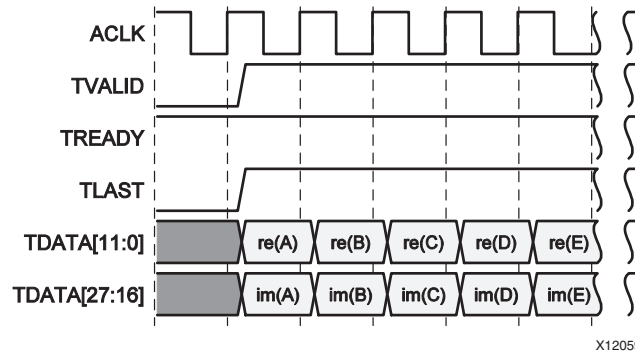 ACLK
TVALID
TREADY
TLAST
TDATA[11:0] re(A) re(B) re(C) re(D) re(E)
TDATA[27:16] im(A) im(B) im(C) im(D) im(E)